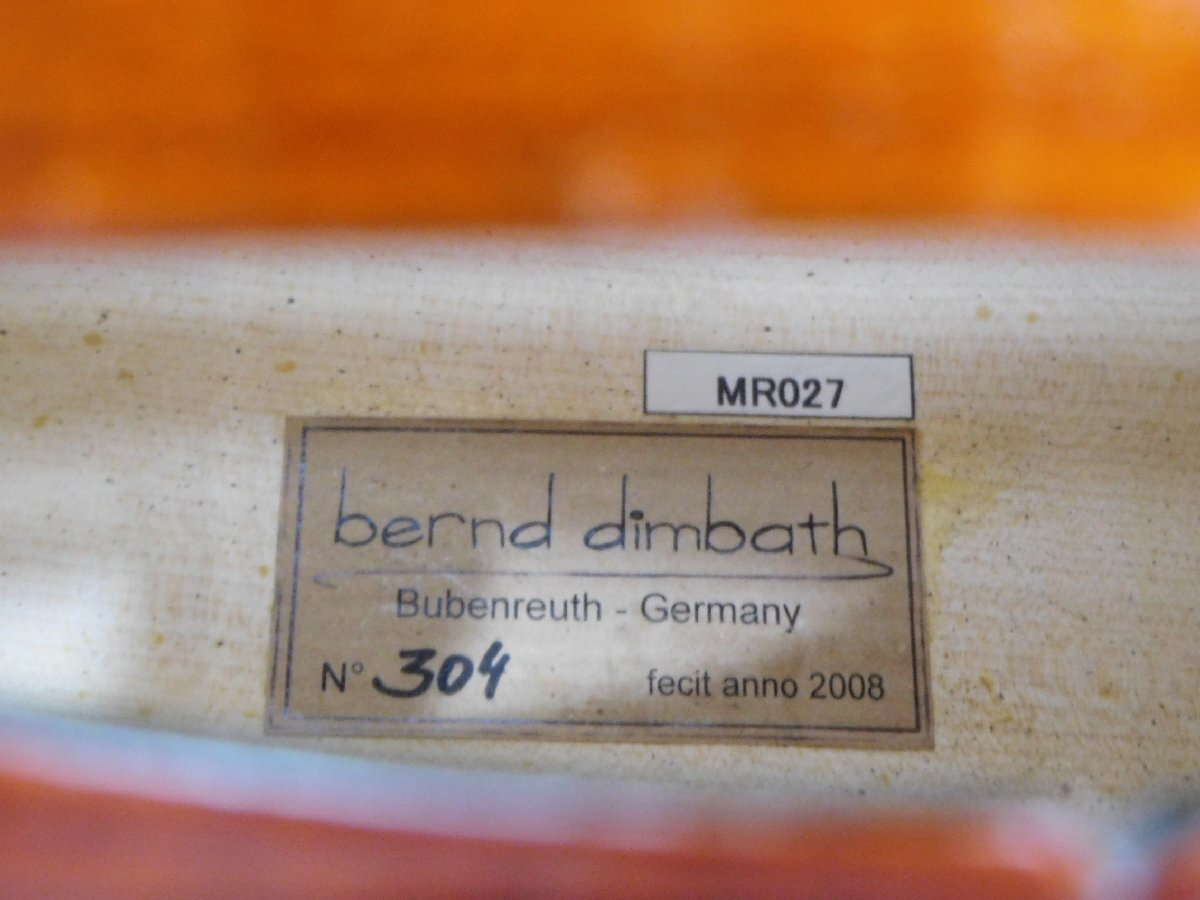 MR027
bernd dimbath
Bubenreuth - Germany
N° 304 fecit anno 2008